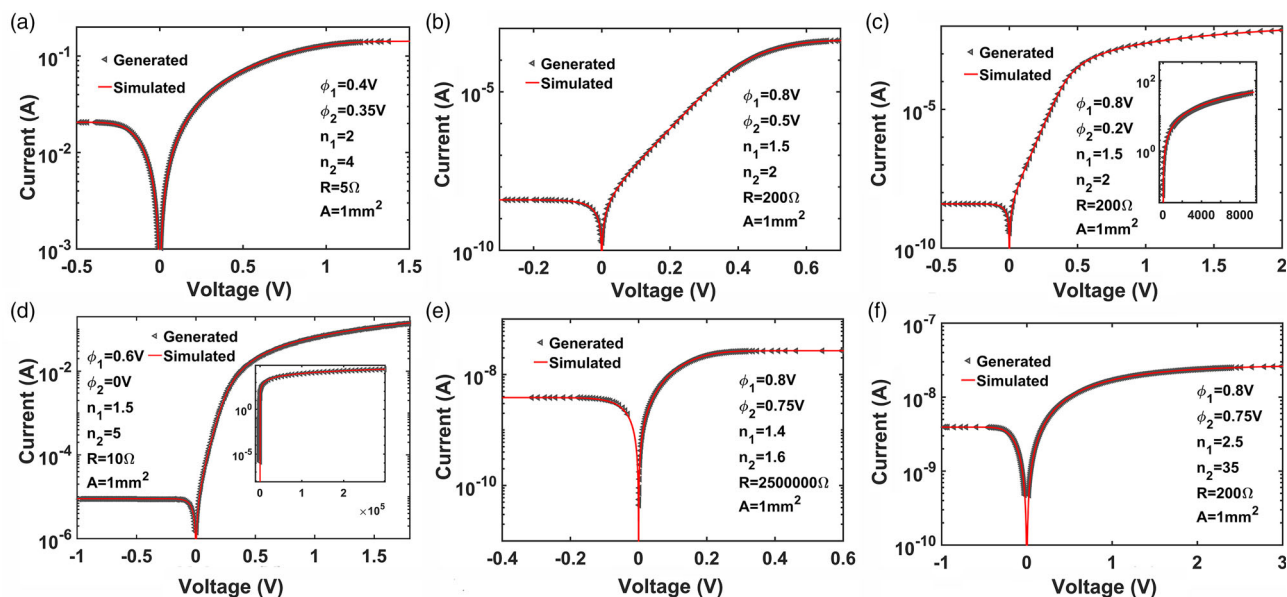 (a)
Current (A)
10⁻¹
10⁻²
10⁻³
Generated
Simulated
ϕ₁=0.4V
ϕ₂=0.35V
n₁=2
n₂=4
R=5Ω
A=1mm²
-0.5 0 0.5 1 1.5
Voltage (V)
(b)
Current (A)
10⁻⁵
10⁻¹⁰
Generated
Simulated
ϕ₁=0.8V
ϕ₂=0.5V
n₁=1.5
n₂=2
R=200Ω
A=1mm²
-0.2 0 0.2 0.4 0.6
Voltage (V)
(c)
Current (A)
10⁻⁵
10⁻¹⁰
Generated
Simulated
ϕ₁=0.8V
ϕ₂=0.2V
n₁=1.5
n₂=2
R=200Ω
A=1mm²
10²
10⁰
0 4000 8000
-0.5 0 0.5 1 1.5 2
Voltage (V)
(d)
Current (A)
10⁻²
10⁻⁴
10⁻⁶
Generated
Simulated
ϕ₁=0.6V
ϕ₂=0V
n₁=1.5
n₂=5
R=10Ω
A=1mm²
10⁰
10⁻⁵
0 1 2
×10⁵
-1 0 0.5 1 1.5
Voltage (V)
(e)
Current (A)
10⁻⁸
10⁻¹⁰
Generated
Simulated
ϕ₁=0.8V
ϕ₂=0.75V
n₁=1.4
n₂=1.6
R=2500000Ω
A=1mm²
-0.4 -0.2 0 0.2 0.4 0.6
Voltage (V)
(f)
Current (A)
10⁻⁷
10⁻⁸
10⁻⁹
10⁻¹⁰
Generated
Simulated
ϕ₁=0.8V
ϕ₂=0.75V
n₁=2.5
n₂=35
R=200Ω
A=1mm²
-1 0 1 2 3
Voltage (V)